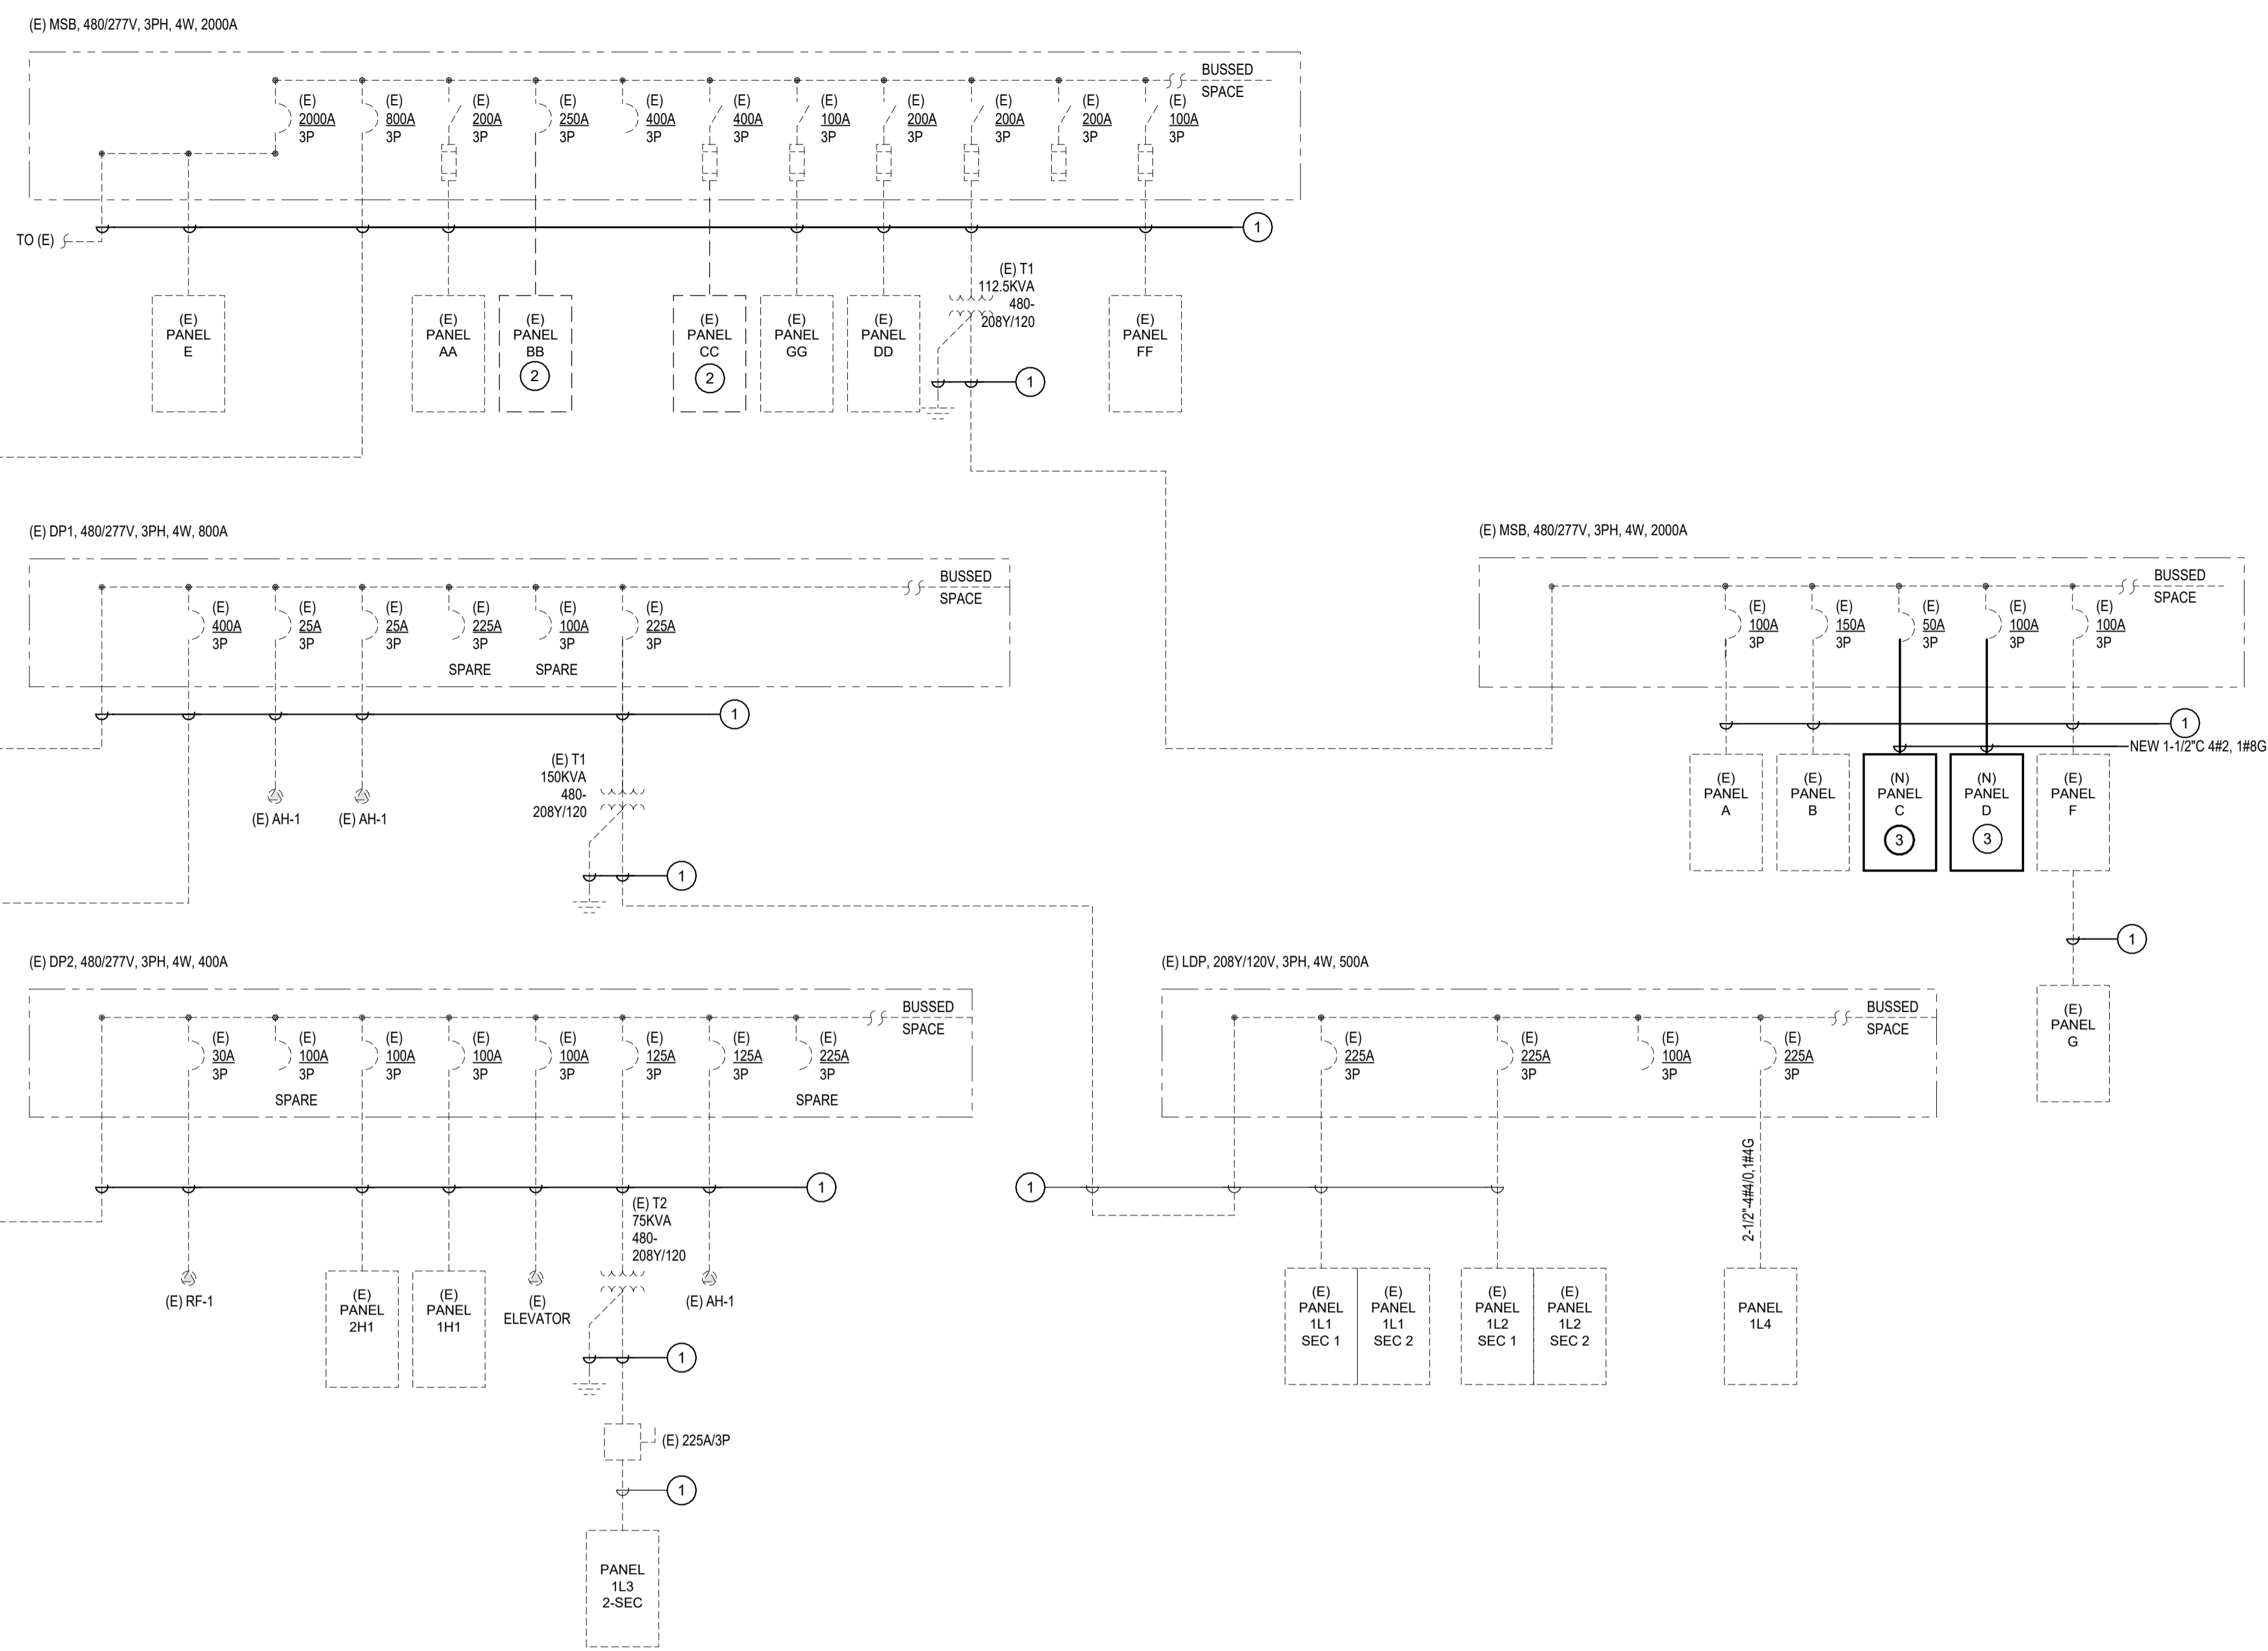 (E) MSB, 480/277V, 3PH, 4W, 2000A
BUSSED
SPACE
(E)
2000A
3P
(E)
800A
3P
(E)
200A
3P
(E)
250A
3P
(E)
400A
3P
(E)
400A
3P
(E)
100A
3P
(E)
200A
3P
(E)
200A
3P
(E)
200A
3P
(E)
100A
3P
TO (E)
1
(E)
PANEL
E
(E)
PANEL
AA
(E)
PANEL
BB
2
(E)
PANEL
CC
2
(E)
PANEL
GG
(E)
PANEL
DD
(E) T1
112.5KVA
480-
208Y/120
1
(E)
PANEL
FF
(E) DP1, 480/277V, 3PH, 4W, 800A
BUSSED
SPACE
(E)
400A
3P
(E)
25A
3P
(E)
25A
3P
(E)
225A
3P
SPARE
(E)
100A
3P
SPARE
(E)
225A
3P
1
(E) AH-1
(E) AH-1
(E) T1
150KVA
480-
208Y/120
1
(E) MSB, 480/277V, 3PH, 4W, 2000A
BUSSED
SPACE
(E)
100A
3P
(E)
150A
3P
(E)
50A
3P
(E)
100A
3P
(E)
100A
3P
1
NEW 1-1/2"C 4#2, 1#8G
(E)
PANEL
A
(E)
PANEL
B
(N)
PANEL
C
3
(N)
PANEL
D
3
(E)
PANEL
F
1
(E)
PANEL
G
(E) DP2, 480/277V, 3PH, 4W, 400A
BUSSED
SPACE
(E)
30A
3P
(E)
100A
3P
SPARE
(E)
100A
3P
(E)
100A
3P
(E)
100A
3P
(E)
125A
3P
(E)
125A
3P
(E)
225A
3P
SPARE
1
(E) RF-1
(E)
PANEL
2H1
(E)
PANEL
1H1
(E)
ELEVATOR
(E) T2
75KVA
480-
208Y/120
(E) AH-1
1
(E) 225A/3P
1
PANEL
1L3
2-SEC
(E) LDP, 208Y/120V, 3PH, 4W, 500A
BUSSED
SPACE
(E)
225A
3P
(E)
225A
3P
(E)
100A
3P
(E)
225A
3P
1
2-1/2"-4#4/0,1#4G
(E)
PANEL
1L1
SEC 1
(E)
PANEL
1L1
SEC 2
(E)
PANEL
1L2
SEC 1
(E)
PANEL
1L2
SEC 2
PANEL
1L4